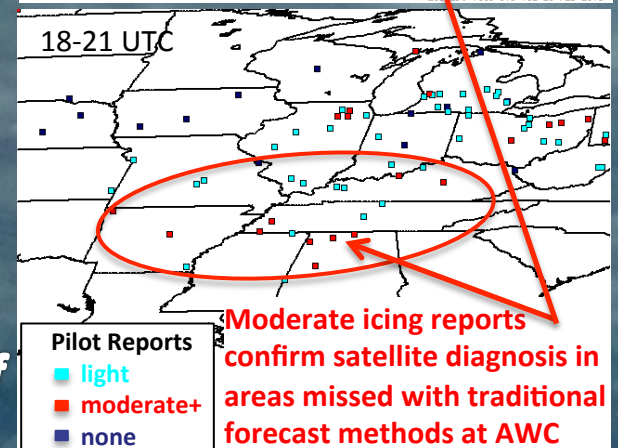 18-21 UTC
Pilot Reports
light
moderate+
none
Moderate icing reports
confirm satellite diagnosis in
areas missed with traditional
forecast methods at AWC
f